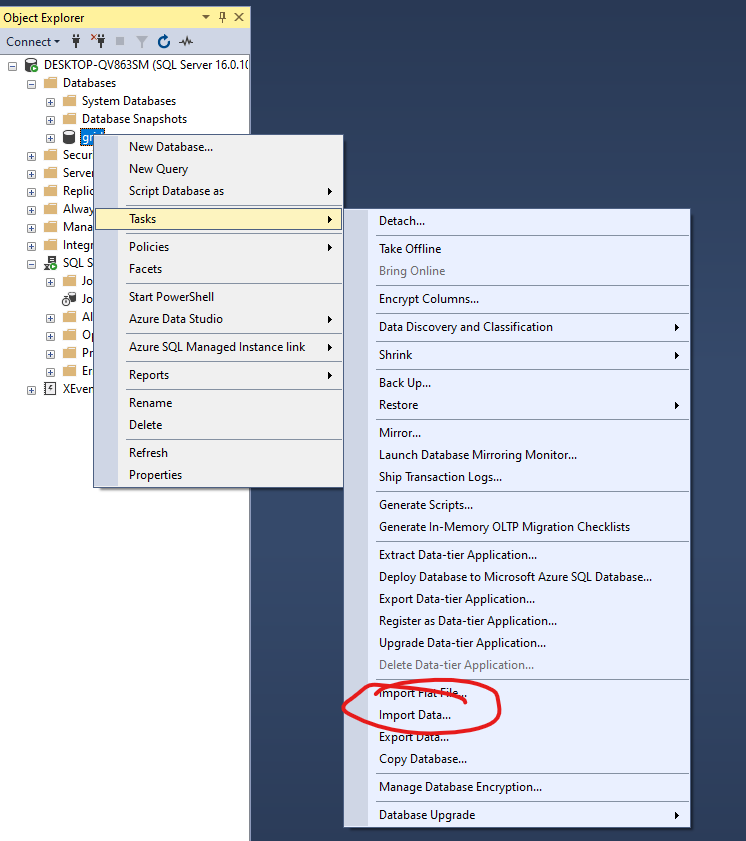 Object Explorer
Connect
DESKTOP-QV863SM (SQL Server 16.0.10
Databases
System Databases
Database Snapshots
New Database...
New Query
Script Database as
Tasks
Policies
Facets
Start PowerShell
Azure Data Studio
Azure SQL Managed Instance link
Reports
Rename
Delete
Refresh
Properties
Secur
Server
Replic
Alway
Mana
Integr
SQL S
Jo
Jo
Al
Op
Pr
Er
XEven
Detach...
Take Offline
Bring Online
Encrypt Columns...
Data Discovery and Classification
Shrink
Back Up...
Restore
Mirror...
Launch Database Mirroring Monitor...
Ship Transaction Logs...
Generate Scripts...
Generate In-Memory OLTP Migration Checklists
Extract Data-tier Application...
Deploy Database to Microsoft Azure SQL Database...
Export Data-tier Application...
Register as Data-tier Application...
Upgrade Data-tier Application...
Delete Data-tier Application...
Import Flat File...
Import Data...
Export Data...
Copy Database...
Manage Database Encryption...
Database Upgrade